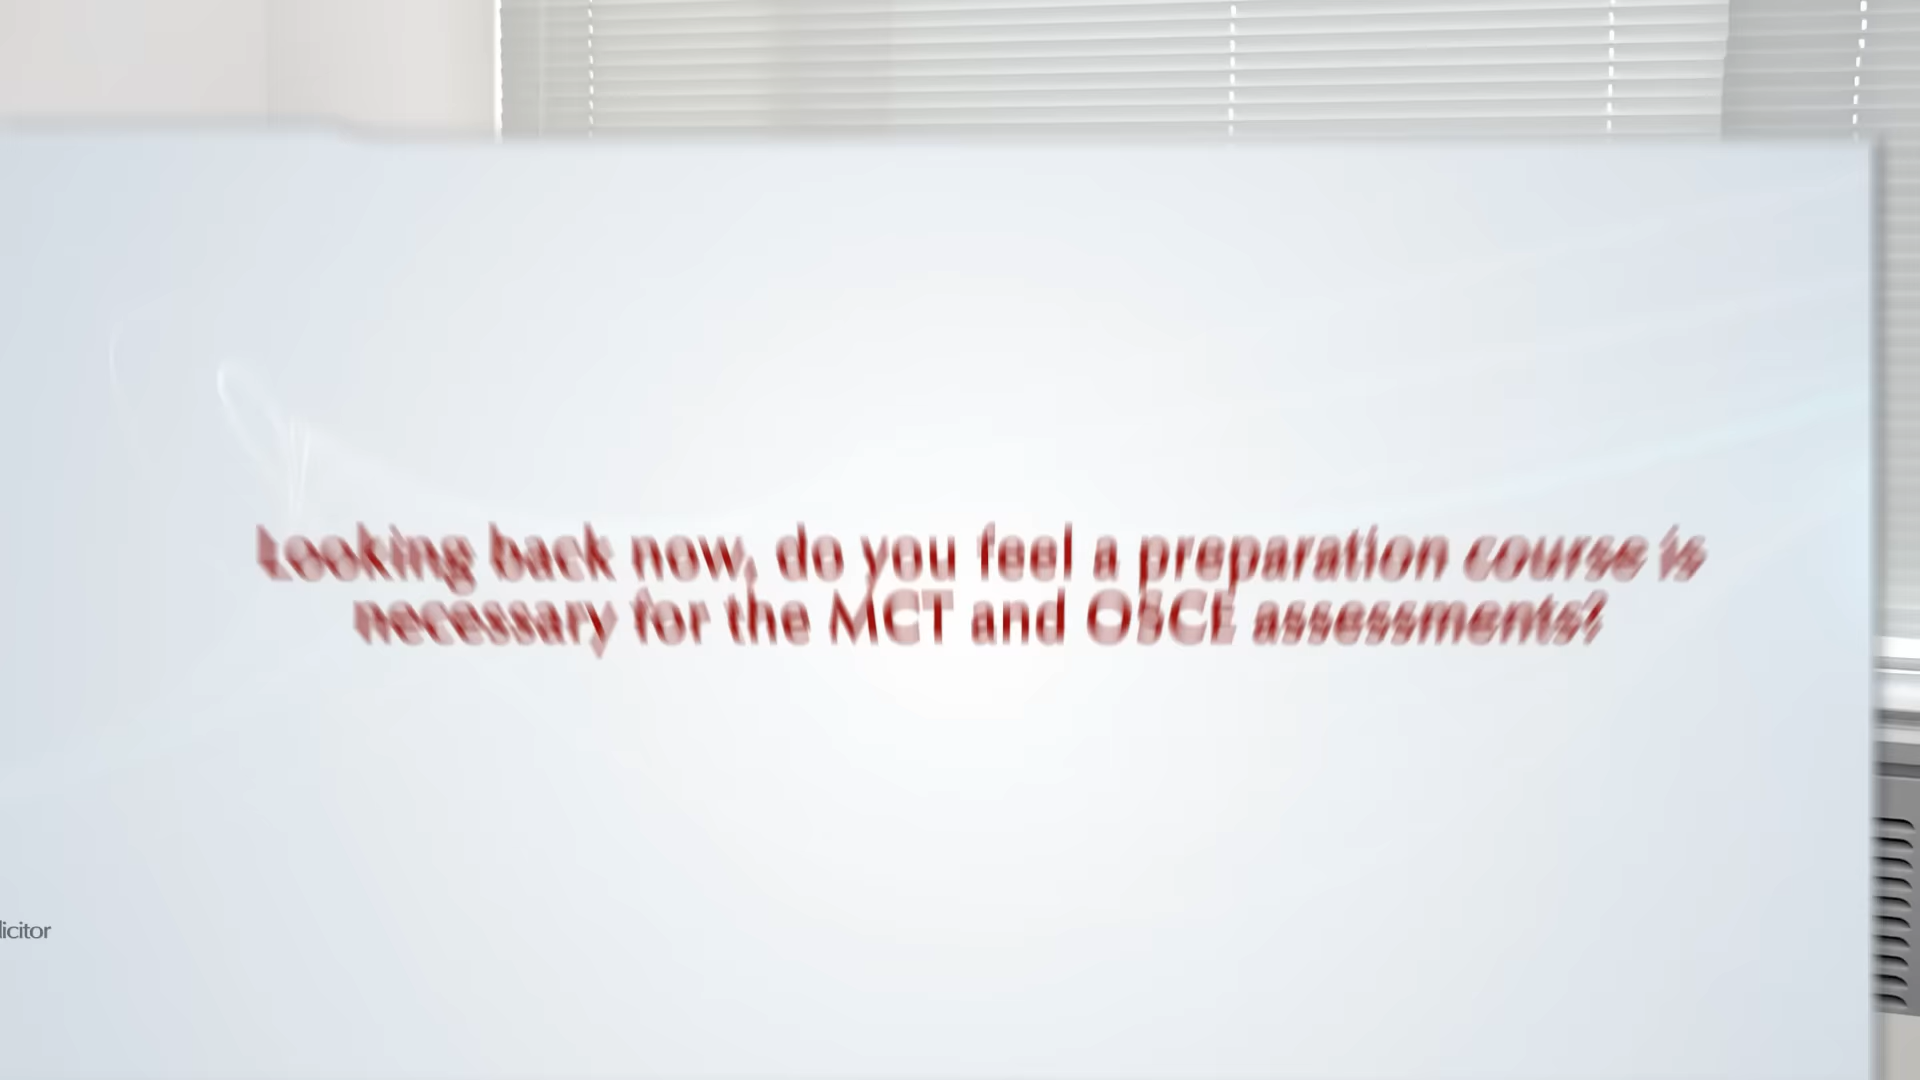 Looking back now, do you feel a preparation course is
necessary for the MCT and OSCE assessments?
licitor